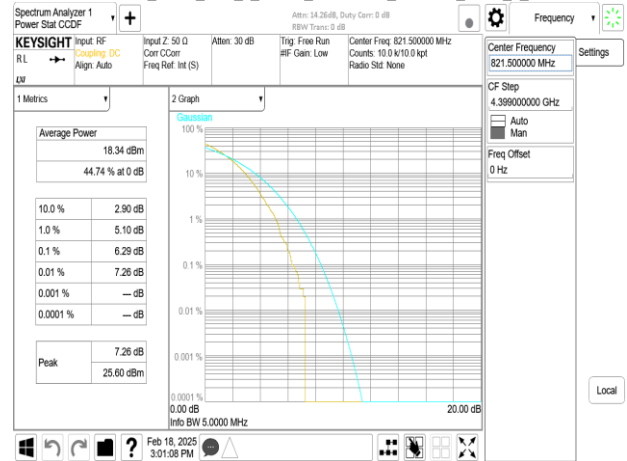 Spectrum Analyzer 1
Power Stat CCDF
Attn: 14.26dB, Duty Corr: 0 dB
RBW Trans: 0 dB
Frequency
KEYSIGHT
RL
Input: RF
Coupling: DC
Align: Auto
Input Z: 50 Ω
Corr CCorr
Freq Ref: Int (S)
Atten: 30 dB
Trig: Free Run
#IF Gain: Low
Center Freq: 821.500000 MHz
Counts: 10.0 k/10.0 kpt
Radio Std: None
Center Frequency
821.500000 MHz
Settings
CF Step
4.399000000 GHz
Auto
Man
Freq Offset
0 Hz
Local
1 Metrics
Average Power
18.34 dBm
44.74 % at 0 dB
10.0 % 2.90 dB
1.0 % 5.10 dB
0.1 % 6.29 dB
0.01 % 7.26 dB
0.001 % --- dB
0.0001 % --- dB
Peak
7.26 dB
25.60 dBm
2 Graph
Gaussian
100 %
10 %
1 %
0.1 %
0.01 %
0.001 %
0.0001 %
0.00 dB 20.00 dB
Info BW 5.0000 MHz
?
Feb 18, 2025
3:01:08 PM